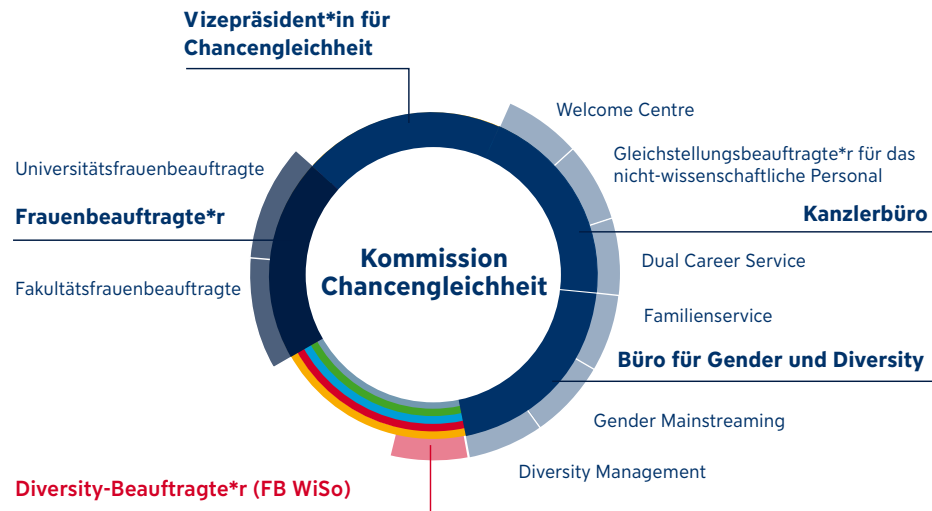 Vizepräsident*in für
Chancengleichheit
Welcome Centre
Universitätsfrauenbeauftragte
Gleichstellungsbeauftragte*r für das
nicht-wissenschaftliche Personal
Frauenbeauftragte*r
Kanzlerbüro
Kommission
Chancengleichheit
Dual Career Service
Fakultätsfrauenbeauftragte
Familienservice
Büro für Gender und Diversity
Gender Mainstreaming
Diversity Management
Diversity-Beauftragte*r (FB WiSo)